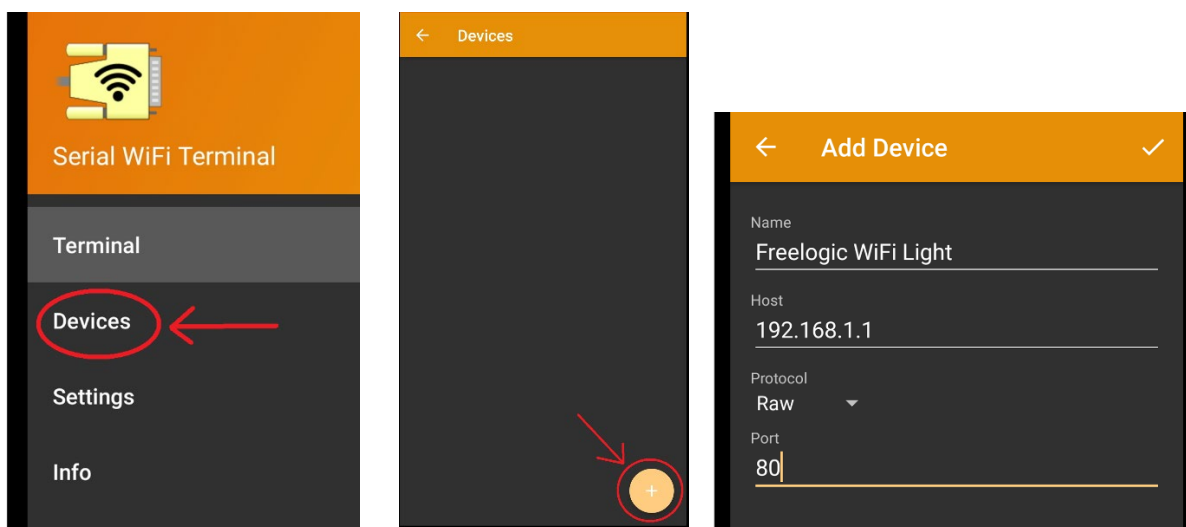 Serial WiFi Terminal
Terminal
Devices
Settings
Info
Devices
Add Device
Name
Freelogic WiFi Light
Host
192.168.1.1
Protocol
Raw
Port
80